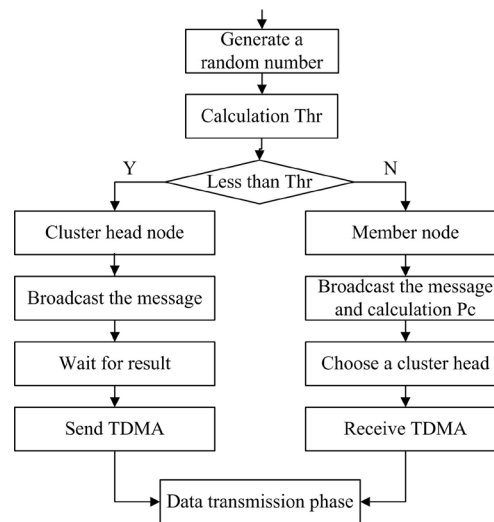 Generate a
random number
Calculation Thr
Y
Less than Thr
N
Cluster head node
Member node
Broadcast the message
Broadcast the message
and calculation Pc
Wait for result
Choose a cluster head
Send TDMA
Receive TDMA
Data transmission phase